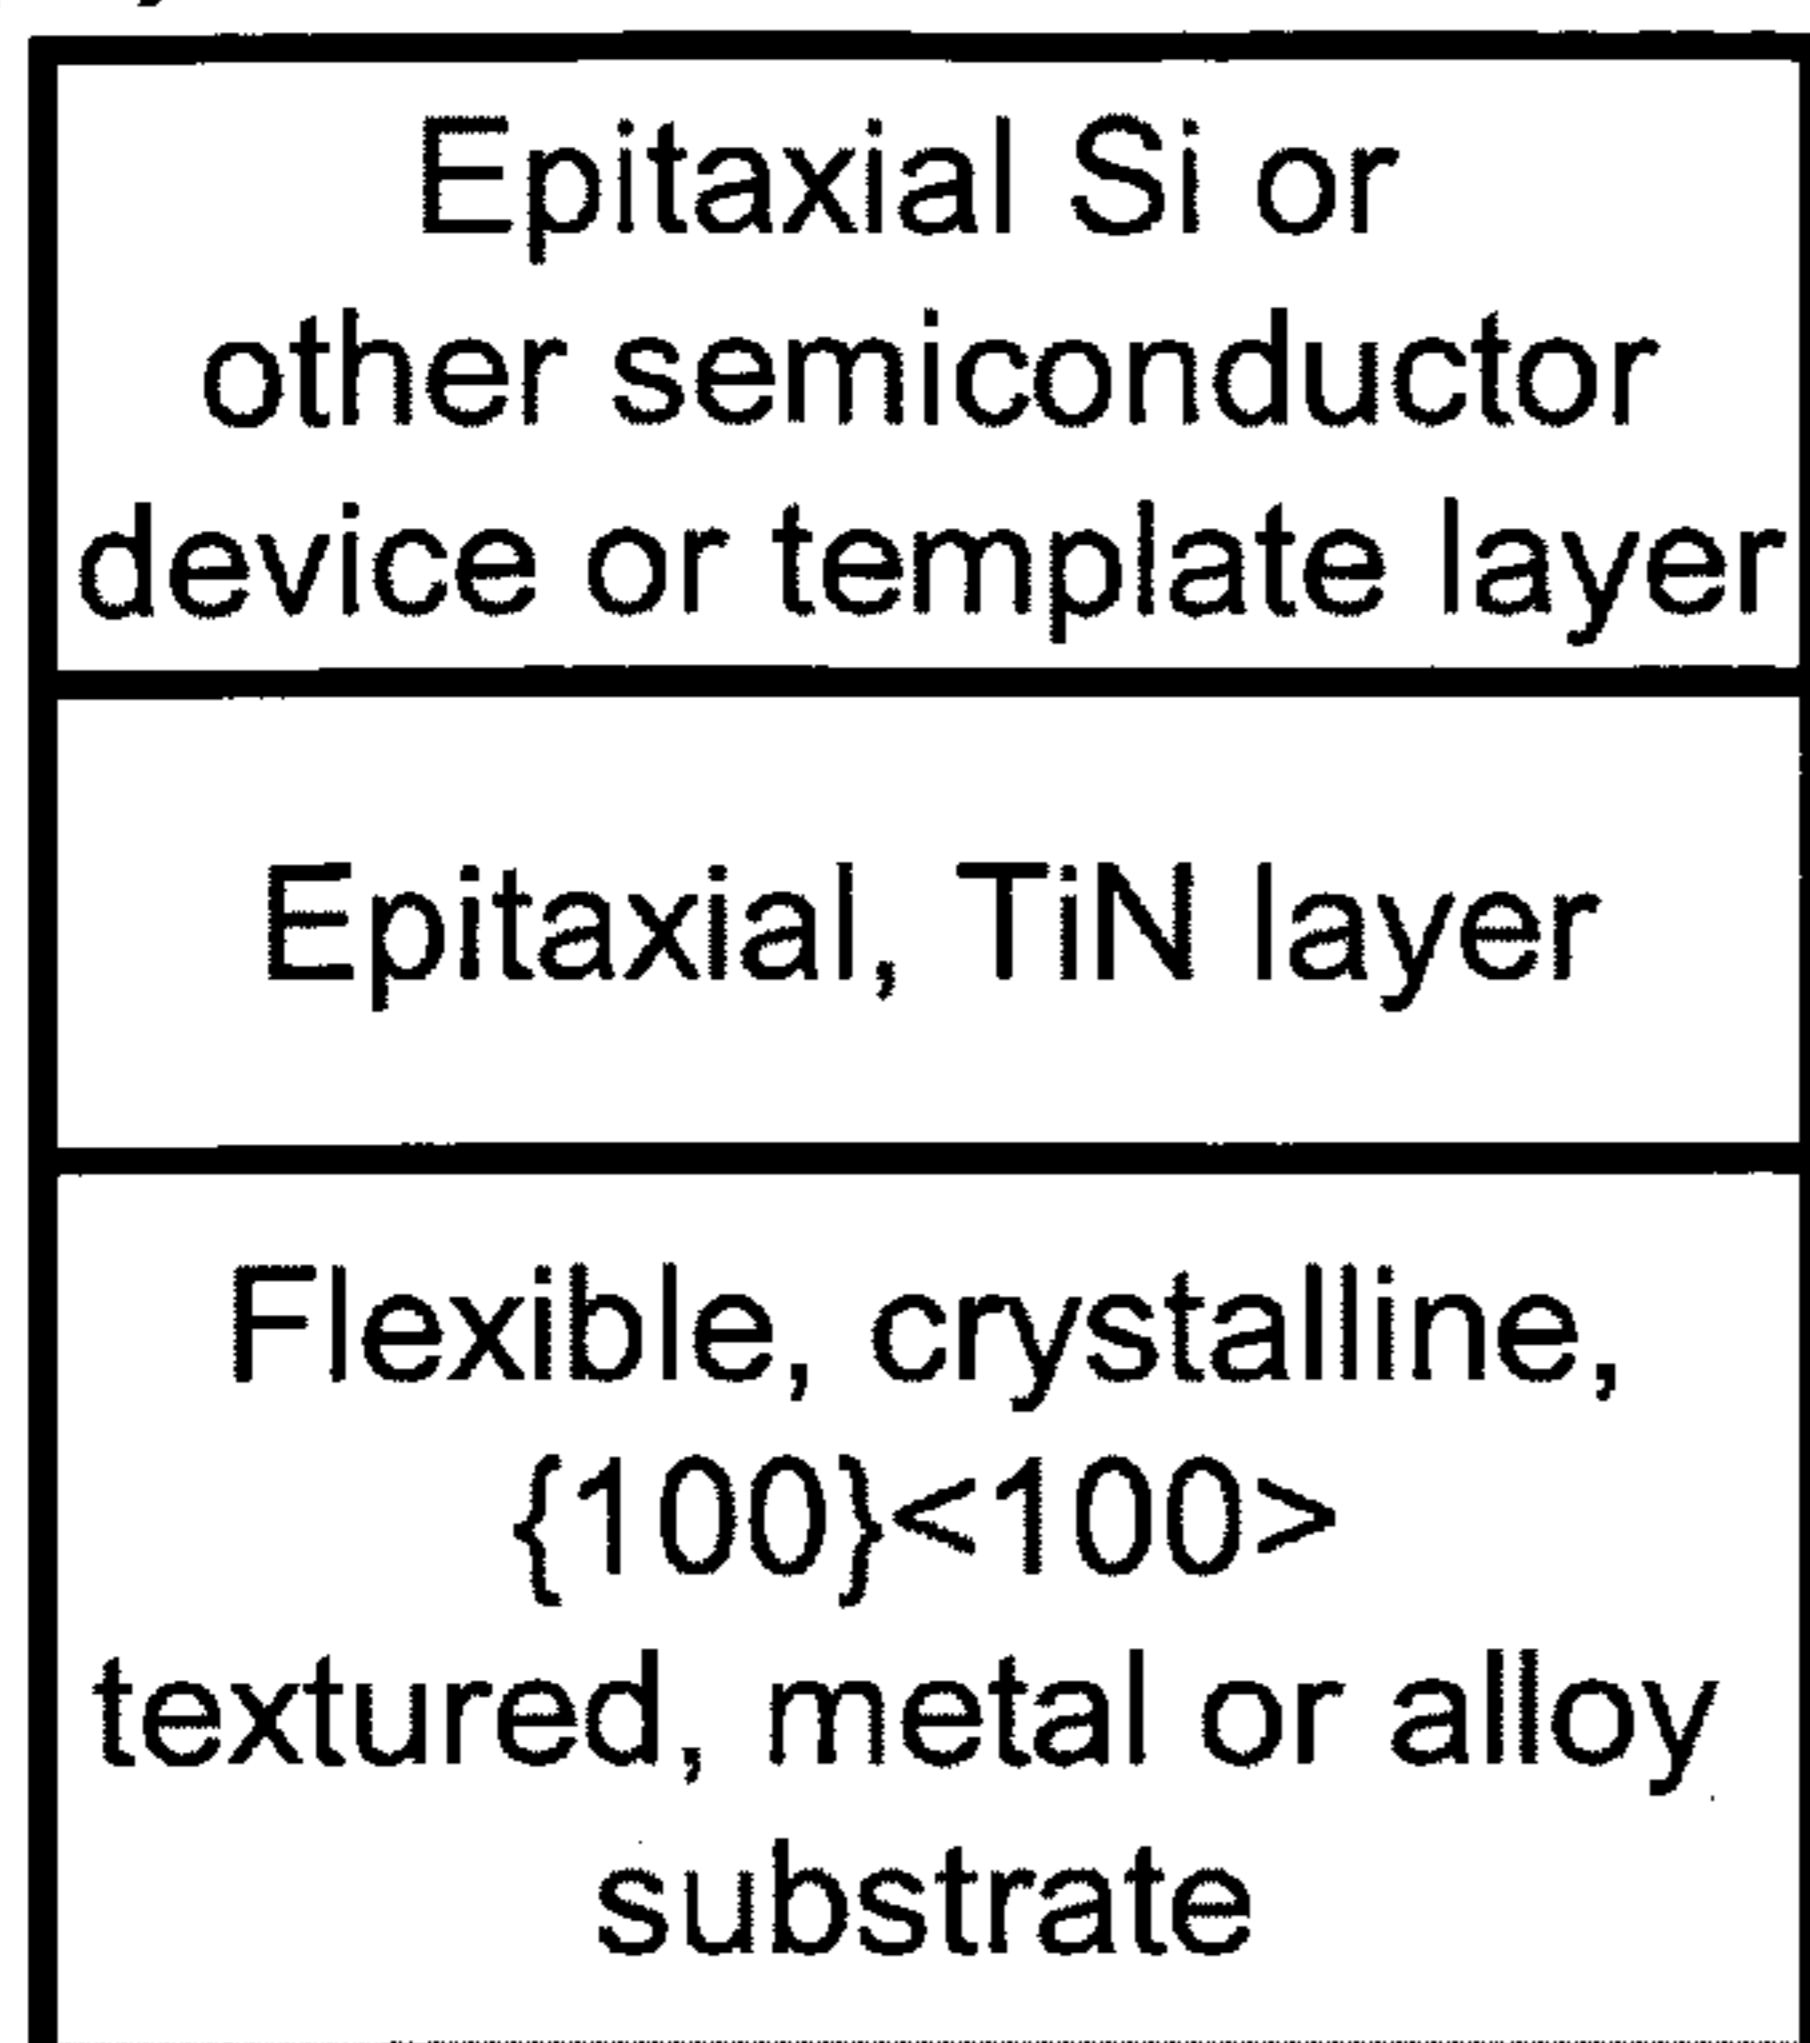 Epitaxial Si or
other semiconductor
device or template layer
Epitaxial, TiN layer
Flexible, crystalline,
{100}<100>
textured, metal or alloy
substrate